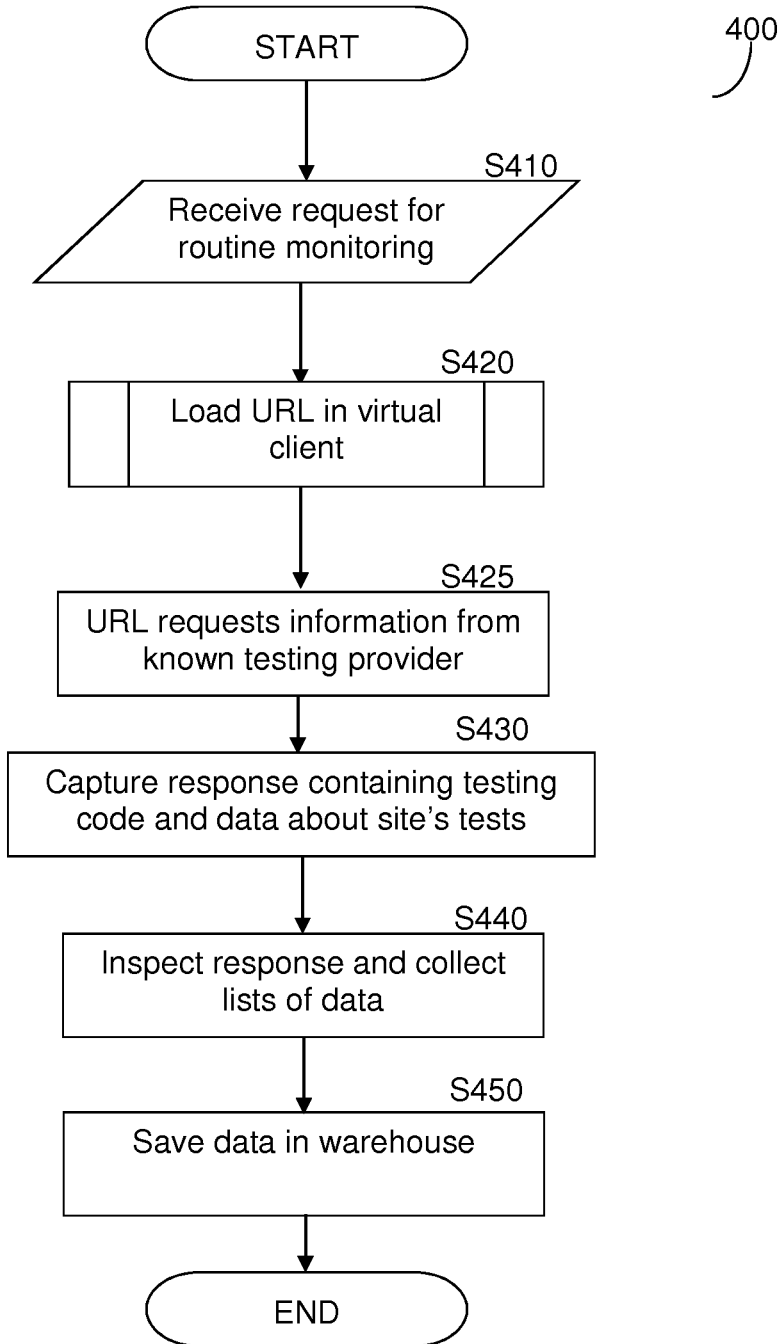 START
400
S410
Receive request for
routine monitoring
S420
Load URL in virtual
client
S425
URL requests information from
known testing provider
S430
Capture response containing testing
code and data about site's tests
S440
Inspect response and collect
lists of data
S450
Save data in warehouse
END